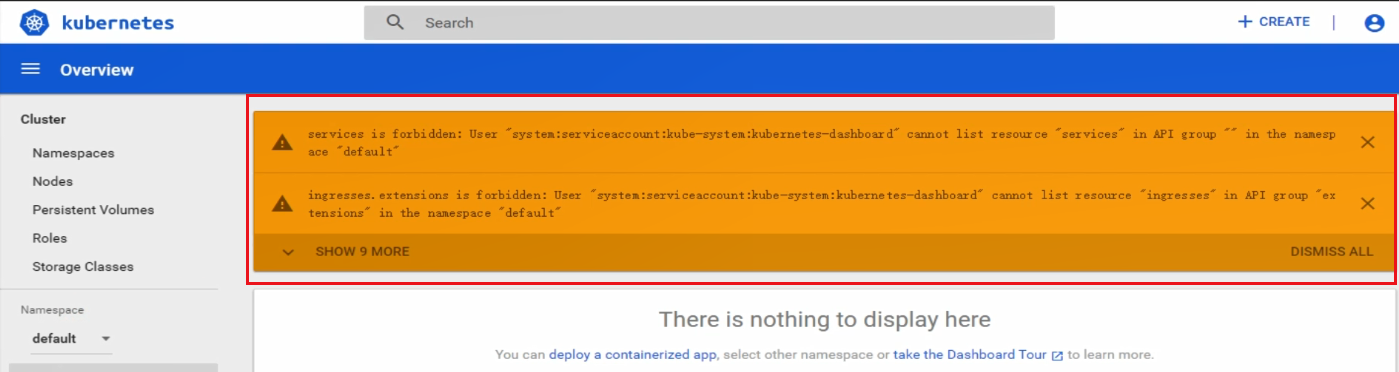 kubernetes
Search
+ CREATE |
Overview
Cluster
Namespaces
Nodes
Persistent Volumes
Roles
Storage Classes
Namespace
default
services is forbidden: User "system:serviceaccount:kube-system:kubernetes-dashboard" cannot list resource "services" in API group "" in the namesp
ace "default"
ingresses.extensions is forbidden: User "system:serviceaccount:kube-system:kubernetes-dashboard" cannot list resource "ingresses" in API group "ex
tensions" in the namespace "default"
SHOW 9 MORE
DISMISS ALL
There is nothing to display here
You can deploy a containerized app, select other namespace or take the Dashboard Tour to learn more.